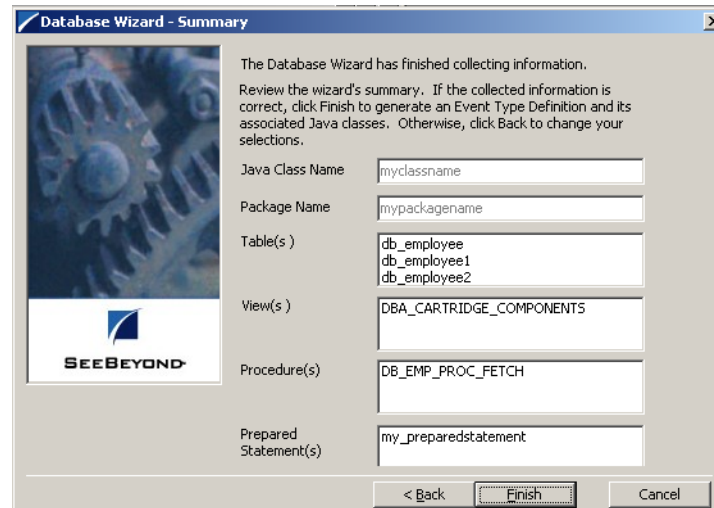 Database Wizard - Summary
The Database Wizard has finished collecting information.
Review the wizard's summary. If the collected information is
correct, click Finish to generate an Event Type Definition and its
associated Java classes. Otherwise, click Back to change your
selections.
Java Class Name
myclassname
Package Name
mypackagename
Table(s )
db_employee
db_employee1
db_employee2
View(s )
DBA_CARTRIDGE_COMPONENTS
SEEBEYOND
Procedure(s)
DB_EMP_PROC_FETCH
Prepared
Statement(s)
my_preparedstatement
< Back
Finish
Cancel